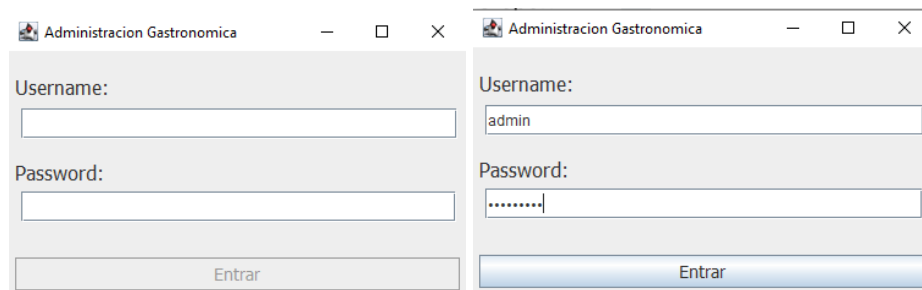 Administracion Gastronomica
Username:
Password:
Entrar
Administracion Gastronomica
Username:
admin
Password:
•••••••••
Entrar